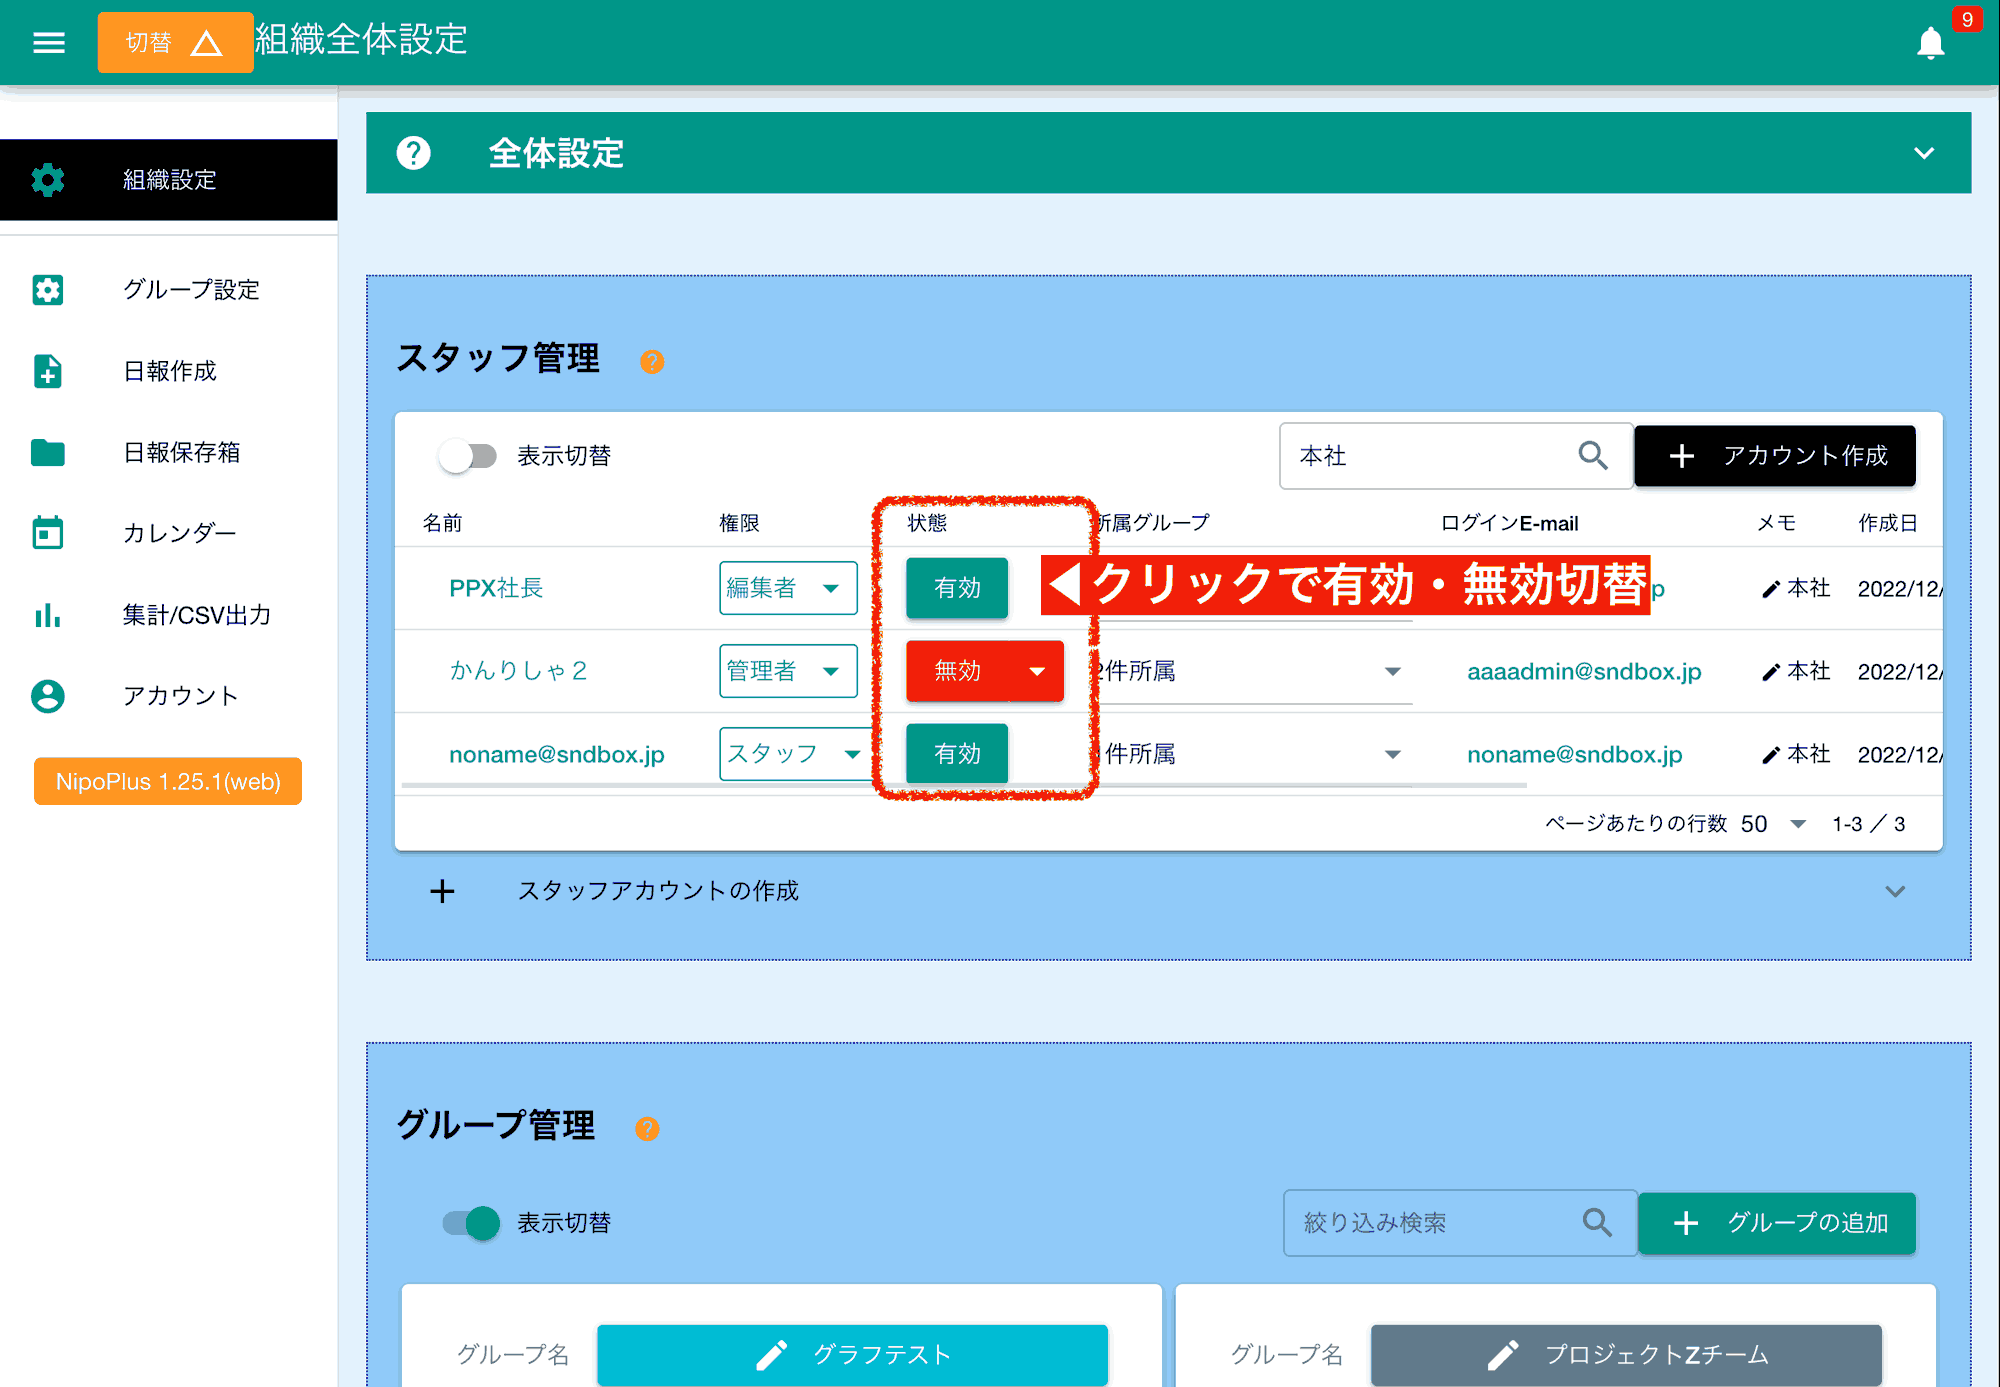 切替 組織全体設定 9
全体設定
組織設定
グループ設定
日報作成
日報保存箱
カレンダー
集計/CSV出力
アカウント
NipoPlus 1.25.1(web)
スタッフ管理
表示切替 本社 アカウント作成
名前 権限 状態 所属グループ ログインE-mail メモ 作成日
PPX社長 編集者 有効 ◀クリックで有効・無効切替 p 本社 2022/12/
かんりしゃ2 管理者 無効 2件所属 aaaadmin@sndbox.jp 本社 2022/12/
noname@sndbox.jp スタッフ 有効 件所属 noname@sndbox.jp 本社 2022/12/
ページあたりの行数 50 1-3 / 3
スタッフアカウントの作成
グループ管理
表示切替 絞り込み検索 グループの追加
グループ名 グラフテスト グループ名 プロジェクトZチーム